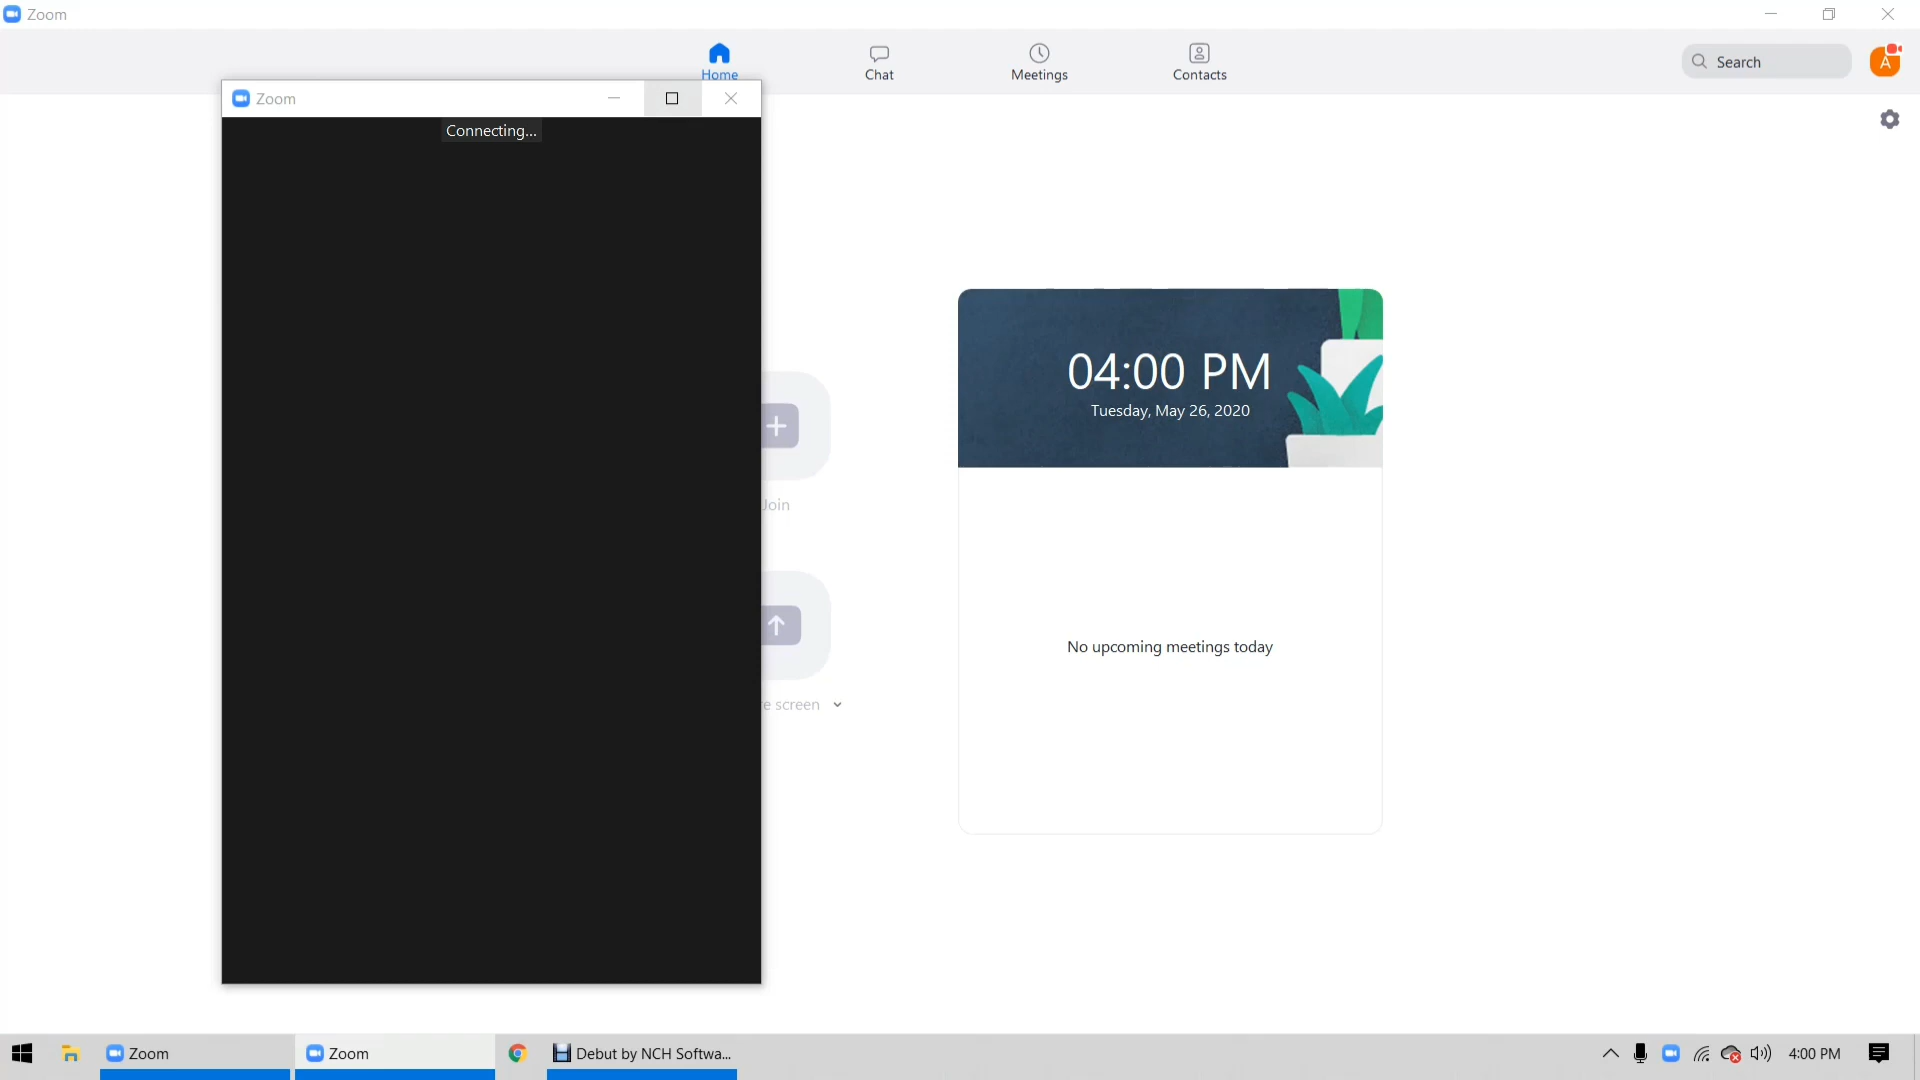 Zoom
Home
Chat
Meetings
Contacts
Search
A
Zoom
Connecting...
04:00 PM
Tuesday, May 26, 2020
Join
e screen
No upcoming meetings today
Zoom
Zoom
Debut by NCH Softwa...
4:00 PM